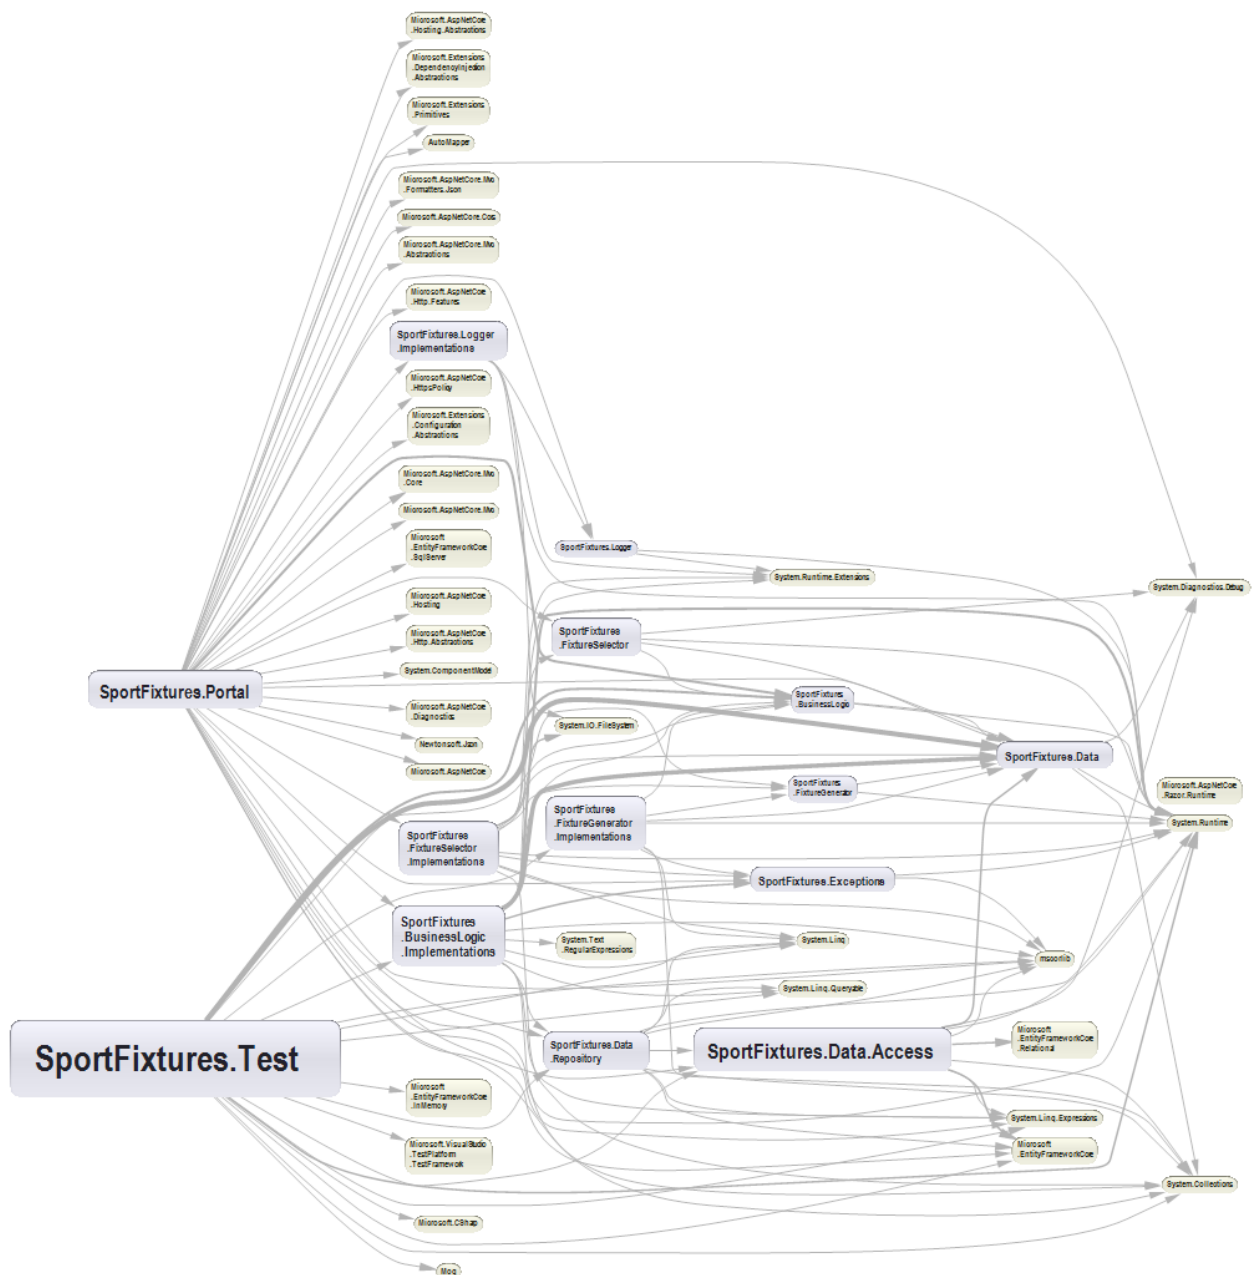 Microsoft.AspNetCore
.Hosting.Abstractions
Microsoft.Extensions
.DependencyInjection
.Abstractions
Microsoft.Extensions
.Primitives
AutoMapper
Microsoft.AspNetCore.Mvc
.Formatters.Json
Microsoft.AspNetCore.Cors
Microsoft.AspNetCore.Mvc
.Abstractions
Microsoft.AspNetCore
.Http.Features
SportFixtures.Logger
.Implementations
Microsoft.AspNetCore
.HttpsPolicy
Microsoft.Extensions
.Configuration
.Abstractions
Microsoft.AspNetCore.Mvc
.Core
Microsoft.AspNetCore.Mvc
Microsoft
.EntityFrameworkCore
.SqlServer
SportFixtures.Logger
System.Runtime.Extensions
System.Diagnostics.Debug
Microsoft.AspNetCore
.Hosting
Microsoft.AspNetCore
.Http.Abstractions
SportFixtures
.FixtureSelector
System.ComponentModel
SportFixtures.Portal
Microsoft.AspNetCore
.Diagnostics
SportFixtures
.BusinessLogic
System.IO.FileSystem
Newtonsoft.Json
SportFixtures.Data
Microsoft.AspNetCore
SportFixtures
.FixtureGenerator
Microsoft.AspNetCore
.Razor.Runtime
SportFixtures
.FixtureGenerator
.Implementations
System.Runtime
SportFixtures
.FixtureSelector
.Implementations
SportFixtures.Exceptions
SportFixtures
.BusinessLogic
.Implementations
System.Text
.RegularExpressions
System.Linq
mscorlib
System.Linq.Queryable
SportFixtures.Test
SportFixtures.Data
.Repository
SportFixtures.Data.Access
Microsoft
.EntityFrameworkCore
.Relational
Microsoft
.EntityFrameworkCore
.InMemory
System.Linq.Expressions
Microsoft.VisualStudio
.TestPlatform
.TestFramework
Microsoft
.EntityFrameworkCore
System.Collections
Microsoft.CSharp
Moq